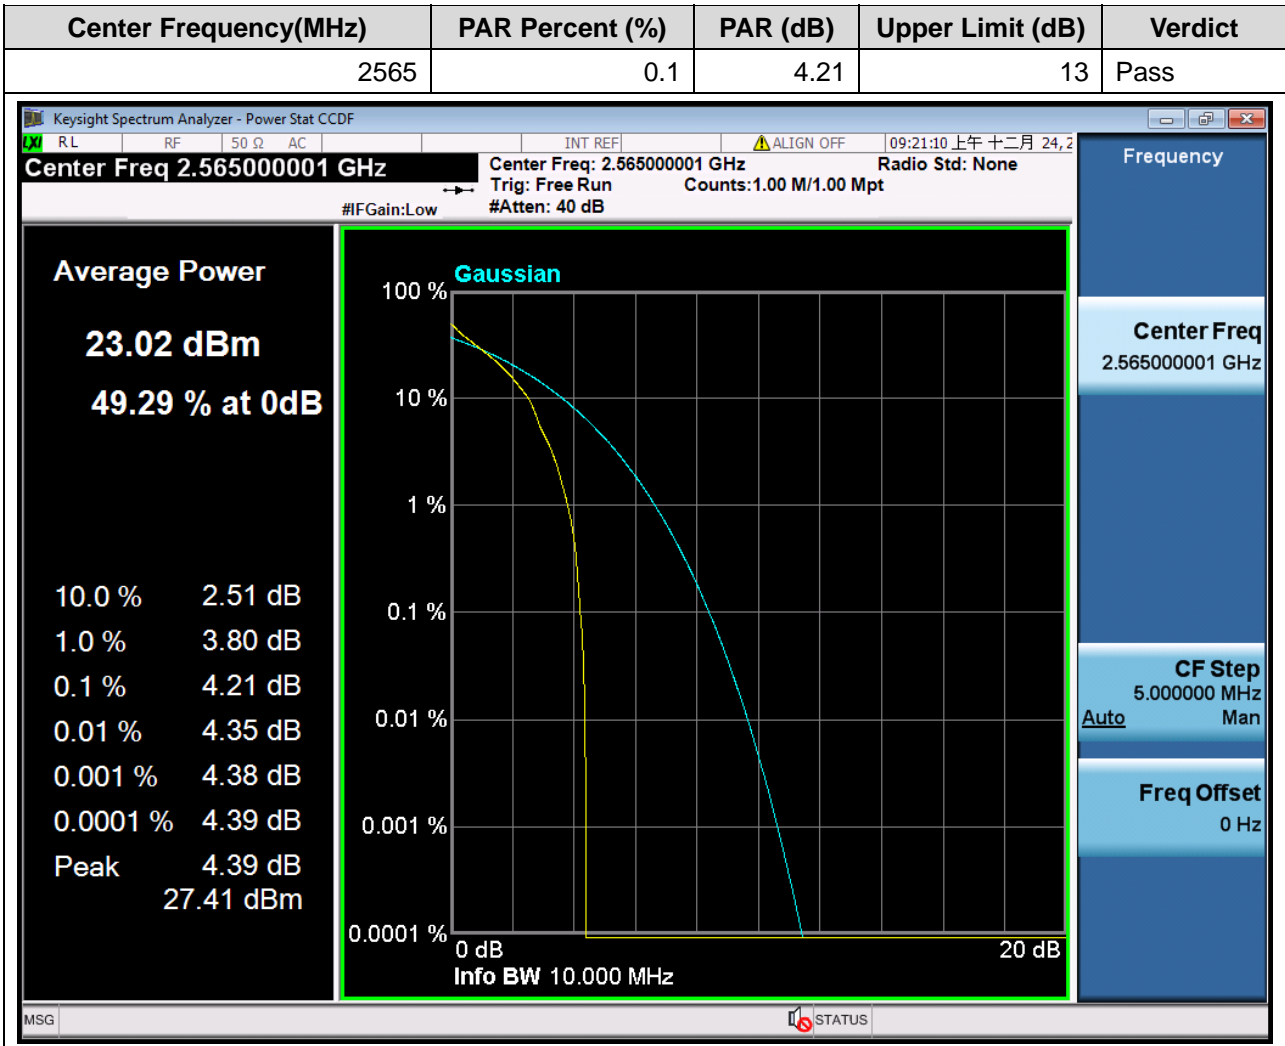 Center Frequency(MHz) PAR Percent (%) PAR (dB) Upper Limit (dB) Verdict
2565 0.1 4.21 13 Pass
Keysight Spectrum Analyzer - Power Stat CCDF
LXI RL RF 50 Ω AC INT REF ALIGN OFF 09:21:10 上午 十二月 24, 2
Center Freq 2.565000001 GHz
Center Freq: 2.565000001 GHz Radio Std: None
Trig: Free Run Counts:1.00 M/1.00 Mpt
#IFGain:Low #Atten: 40 dB
Average Power
23.02 dBm
49.29 % at 0dB
10.0 % 2.51 dB
1.0 % 3.80 dB
0.1 % 4.21 dB
0.01 % 4.35 dB
0.001 % 4.38 dB
0.0001 % 4.39 dB
Peak 4.39 dB
27.41 dBm
Gaussian
100 %
10 %
1 %
0.1 %
0.01 %
0.001 %
0.0001 %
0 dB 20 dB
Info BW 10.000 MHz
Frequency
Center Freq
2.565000001 GHz
CF Step
5.000000 MHz
Auto Man
Freq Offset
0 Hz
MSG STATUS